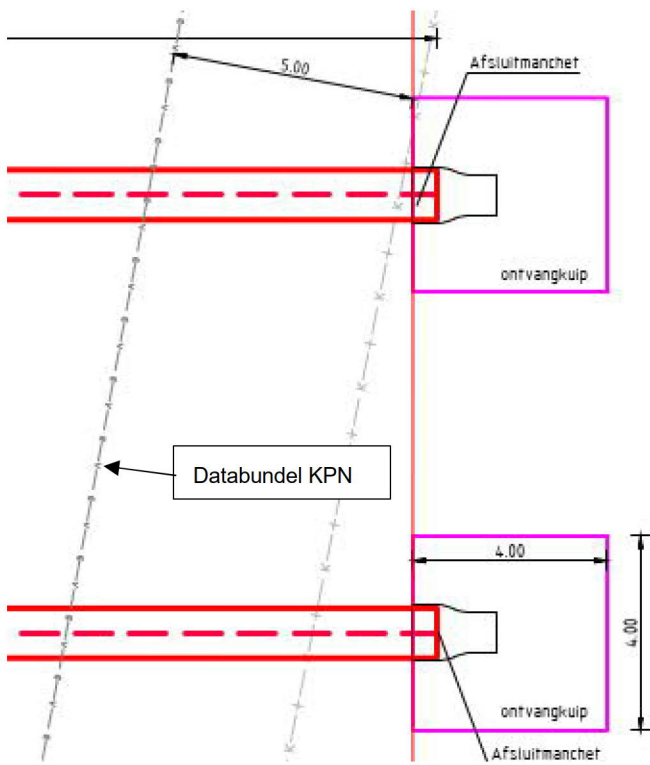 5.00
Afsluitmanchet
ontvangkuip
Databundel KPN
4.00
4.00
ontvangkuip
Afsluitmanchet